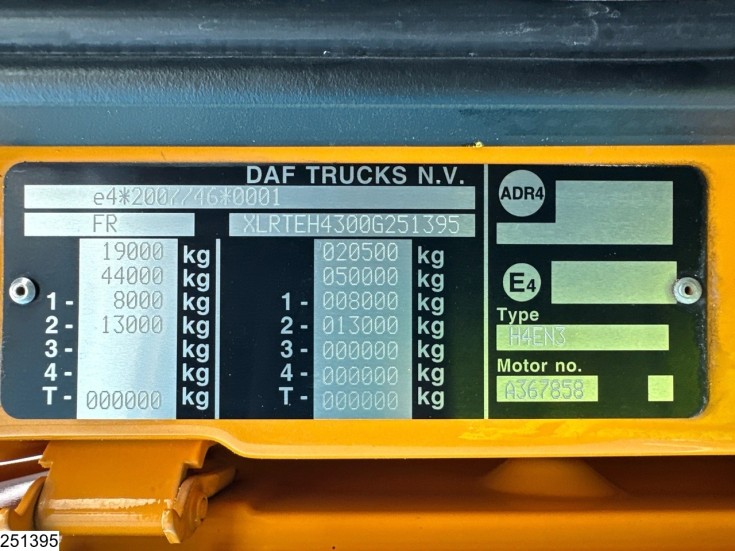 DAF TRUCKS N.V.
e4*2007/46*0001
FR XLRTEH4300G251395
19000 kg 020500 kg
44000 kg 050000 kg
1- 8000 kg 1- 008000 kg
2- 13000 kg 2- 013000 kg
3- kg 3- 000000 kg
4- kg 4- 000000 kg
T- 000000 kg T- 000000 kg
ADR4
E4
Type
H4EN3
Motor no.
A367858
251395